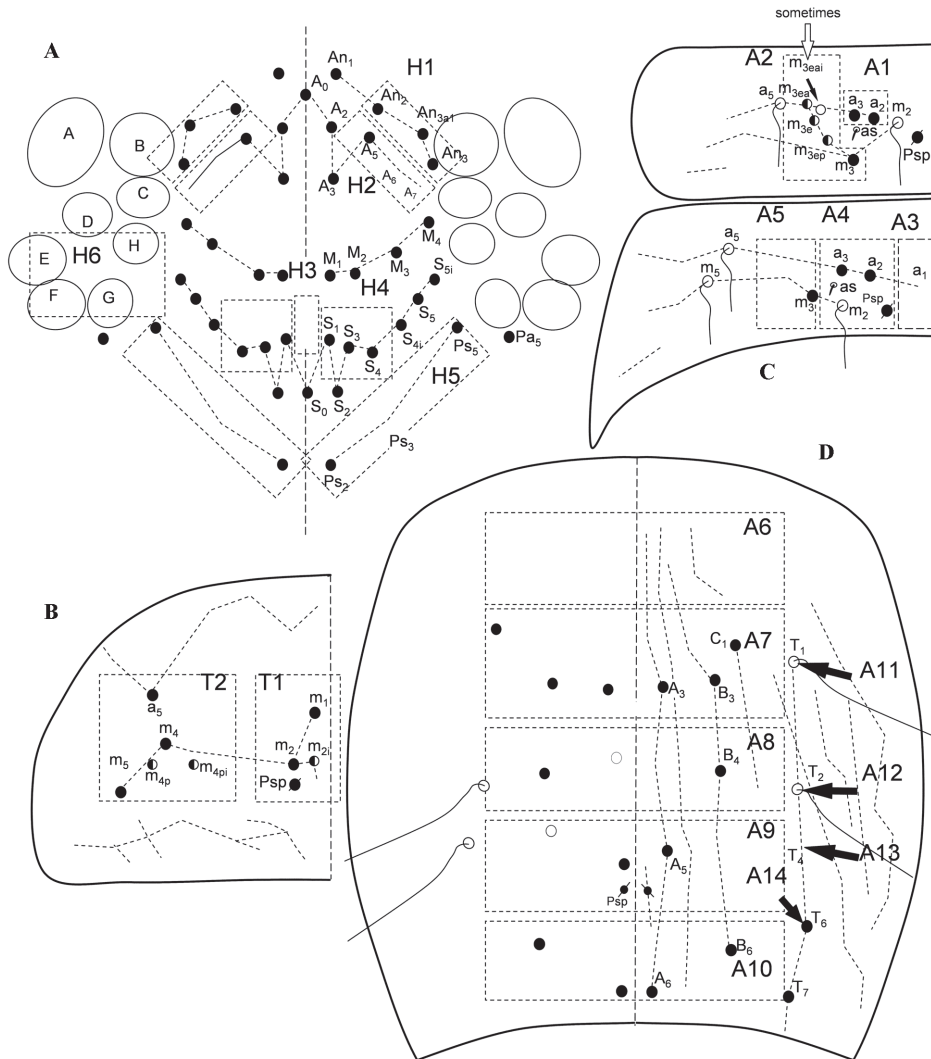 sometimes
A
An₁
H1
A₀
An₂
A₂
An₃ₐ₁
A
B
An₃
A₅
A₃
H2
A₆
A₇
C
D
H
E
H6
F
G
M₄
H3
M₁
M₂
M₃
H4
S₅ᵢ
S₅
S₁
S₃
S₄ᵢ
S₄
Ps₅
Pa₅
H5
S₀
S₂
Ps₃
Ps₂
A2
m₃ₑₐᵢ
A1
a₅
m₃ₑₐ
a₃
a₂
m₂
m₃ₑ
as
m₃ₑₚ
Psp
m₃
A5
A4
A3
a₅
a₃
a₂
a₁
m₅
as
Psp
m₃
m₂
C
D
A6
C₁
A7
T₁
A11
A₃
B₃
A8
B₄
T₂
A12
A9
A₅
T₄
A13
Psp
A14
T₆
B₆
A10
A₆
T₇
B
T2
T1
a₅
m₁
m₄
m₂
m₂ᵢ
m₅
m₄ₚ
m₄ₚᵢ
Psp